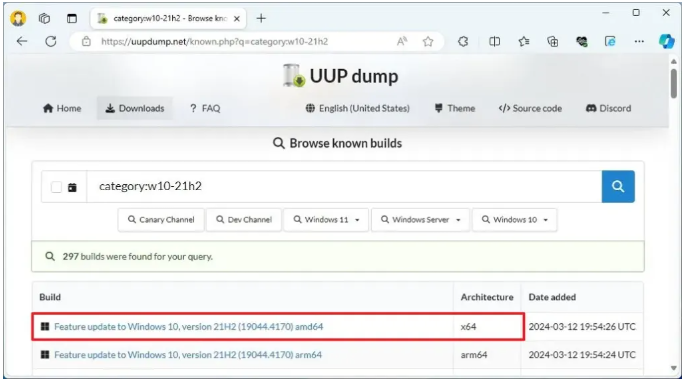 category:w10-21h2 - Browse kno
https://uupdump.net/known.php?q=category:w10-21h2
UUP dump
Home Downloads ? FAQ English (United States) Theme </> Source code Discord
Browse known builds
category:w10-21h2
Canary Channel Dev Channel Windows 11 Windows Server Windows 10
297 builds were found for your query.
Build Architecture Date added
Feature update to Windows 10, version 21H2 (19044.4170) amd64 x64 2024-03-12 19:54:26 UTC
Feature update to Windows 10, version 21H2 (19044.4170) arm64 arm64 2024-03-12 19:54:24 UTC